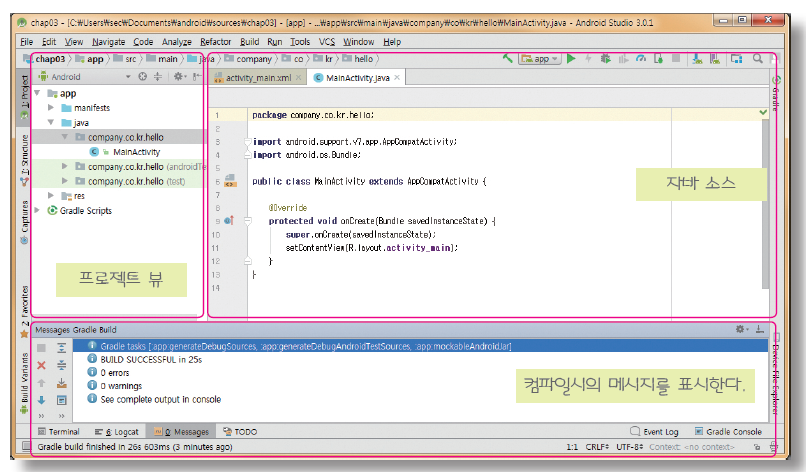 chap03 - [C:₩Users₩sec₩Documents₩android₩sources₩chap03] - [app] - ...₩app₩src₩main₩java₩company₩co₩kr₩hello₩MainActivity.java - Android Studio 3.0.1
File Edit View Navigate Code Analyze Refactor Build Run Tools VCS Window Help
chap03 app src main java company co kr hello app
Android
activity_main.xml MainActivity.java
1: Project
app
manifests
java
company.co.kr.hello
MainActivity
company.co.kr.hello (androidTe
company.co.kr.hello (test)
res
Gradle Scripts
Z: Structure
Captures
2: Favorites
Build Variants
프로젝트 뷰
1 package company.co.kr.hello;
2
3 import android.support.v7.app.AppCompatActivity;
4 import android.os.Bundle;
5
6 public class MainActivity extends AppCompatActivity {
7
8 @Override
9 protected void onCreate(Bundle savedInstanceState) {
10 super.onCreate(savedInstanceState);
11 setContentView(R.layout.activity_main);
12 }
13 }
14
자바 소스
Gradle
Device File Explorer
Messages Gradle Build
Gradle tasks [:app:generateDebugSources, :app:generateDebugAndroidTestSources, :app:mockableAndroidJar]
BUILD SUCCESSFUL in 25s
0 errors
0 warnings
See complete output in console
컴파일시의 메시지를 표시한다.
Terminal 6: Logcat 0: Messages TODO Event Log Gradle Console
Gradle build finished in 26s 603ms (3 minutes ago) 1:1 CRLF÷ UTF-8÷ Context: <no context>